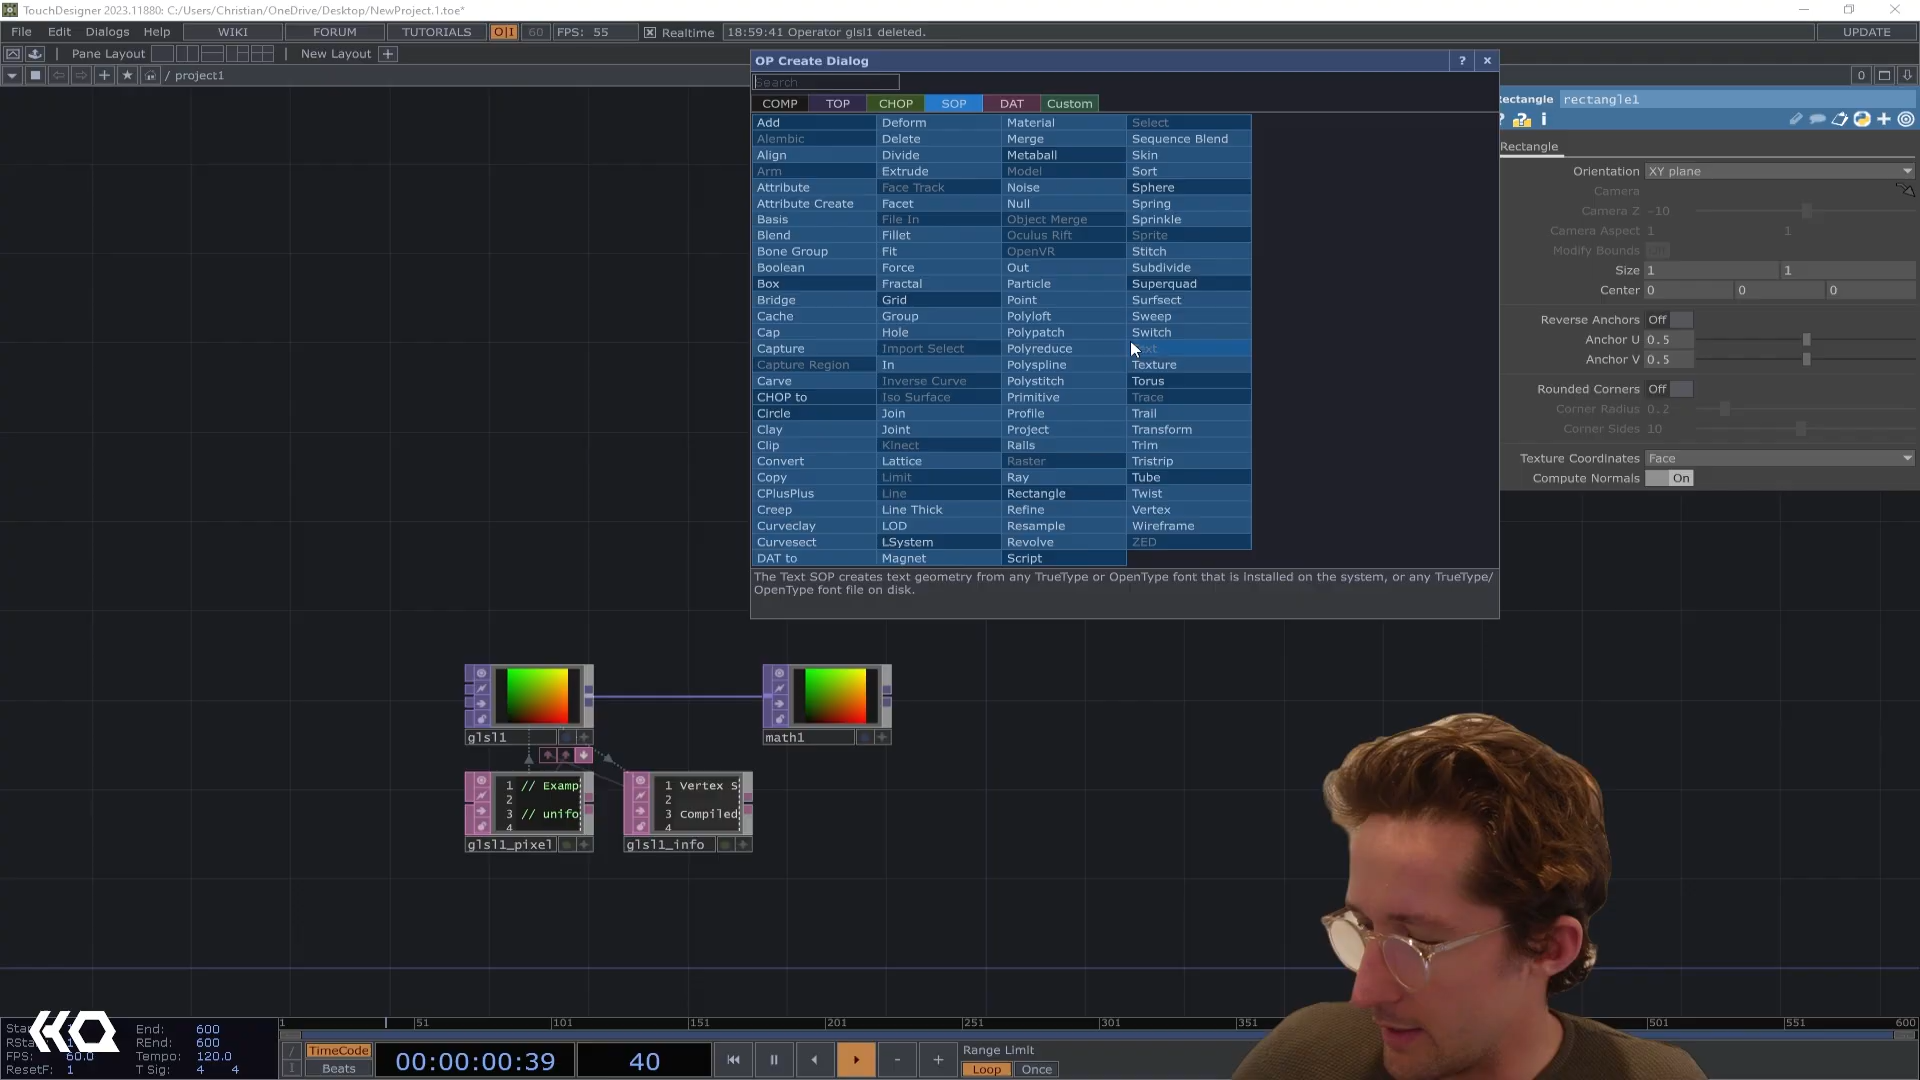 TouchDesigner 2023.11880: C:/Users/Christian/OneDrive/Desktop/NewProject.1.toe*
File Edit Dialogs Help WIKI FORUM TUTORIALS O|I 60 FPS: 55 Realtime 18:59:41 Operator glsl1 deleted. UPDATE
Pane Layout New Layout
/ project1
0
OP Create Dialog ? ×
Search
COMP TOP CHOP SOP DAT Custom
Add Deform Material Select
Alembic Delete Merge Sequence Blend
Align Divide Metaball Skin
Arm Extrude Model Sort
Attribute Face Track Noise Sphere
Attribute Create Facet Null Spring
Basis File In Object Merge Sprinkle
Blend Fillet Oculus Rift Sprite
Bone Group Fit OpenVR Stitch
Boolean Force Out Subdivide
Box Fractal Particle Superquad
Bridge Grid Point Surfsect
Cache Group Polyloft Sweep
Cap Hole Polypatch Switch
Capture Import Select Polyreduce
Capture Region In Polyspline Texture
Carve Inverse Curve Polystitch Torus
CHOP to Iso Surface Primitive Trace
Circle Join Profile Trail
Clay Joint Project Transform
Clip Kinect Rails Trim
Convert Lattice Raster Tristrip
Copy Limit Ray Tube
CPlusPlus Line Rectangle Twist
Creep Line Thick Refine Vertex
Curveclay LOD Resample Wireframe
Curvesect LSystem Revolve ZED
DAT to Magnet Script
The Text SOP creates text geometry from any TrueType or OpenType font that is installed on the system, or any TrueType/
OpenType font file on disk.
ectangle rectangle1
Rectangle
Orientation XY plane
Camera
Camera Z -10
Camera Aspect 1 1
Modify Bounds
Size 1 1
Center 0 0 0
Reverse Anchors Off
Anchor U 0.5
Anchor V 0.5
Rounded Corners Off
Corner Radius 0.2
Corner Sides 10
Texture Coordinates Face
Compute Normals On
glsl1
math1
1 // Examp
2
3 // unifo
4
glsl1_pixel
1 Vertex S
2
3 Compiled
4
glsl1_info
1 51 101 151 201 251 301 351 501 551 600
HQ
Sta End: 600
RSta REnd: 600
FPS: 60.0 Tempo: 120.0
ResetF: 1 T Sig: 4 4
TimeCode
Beats
00:00:00:39
40
Range Limit
Loop Once